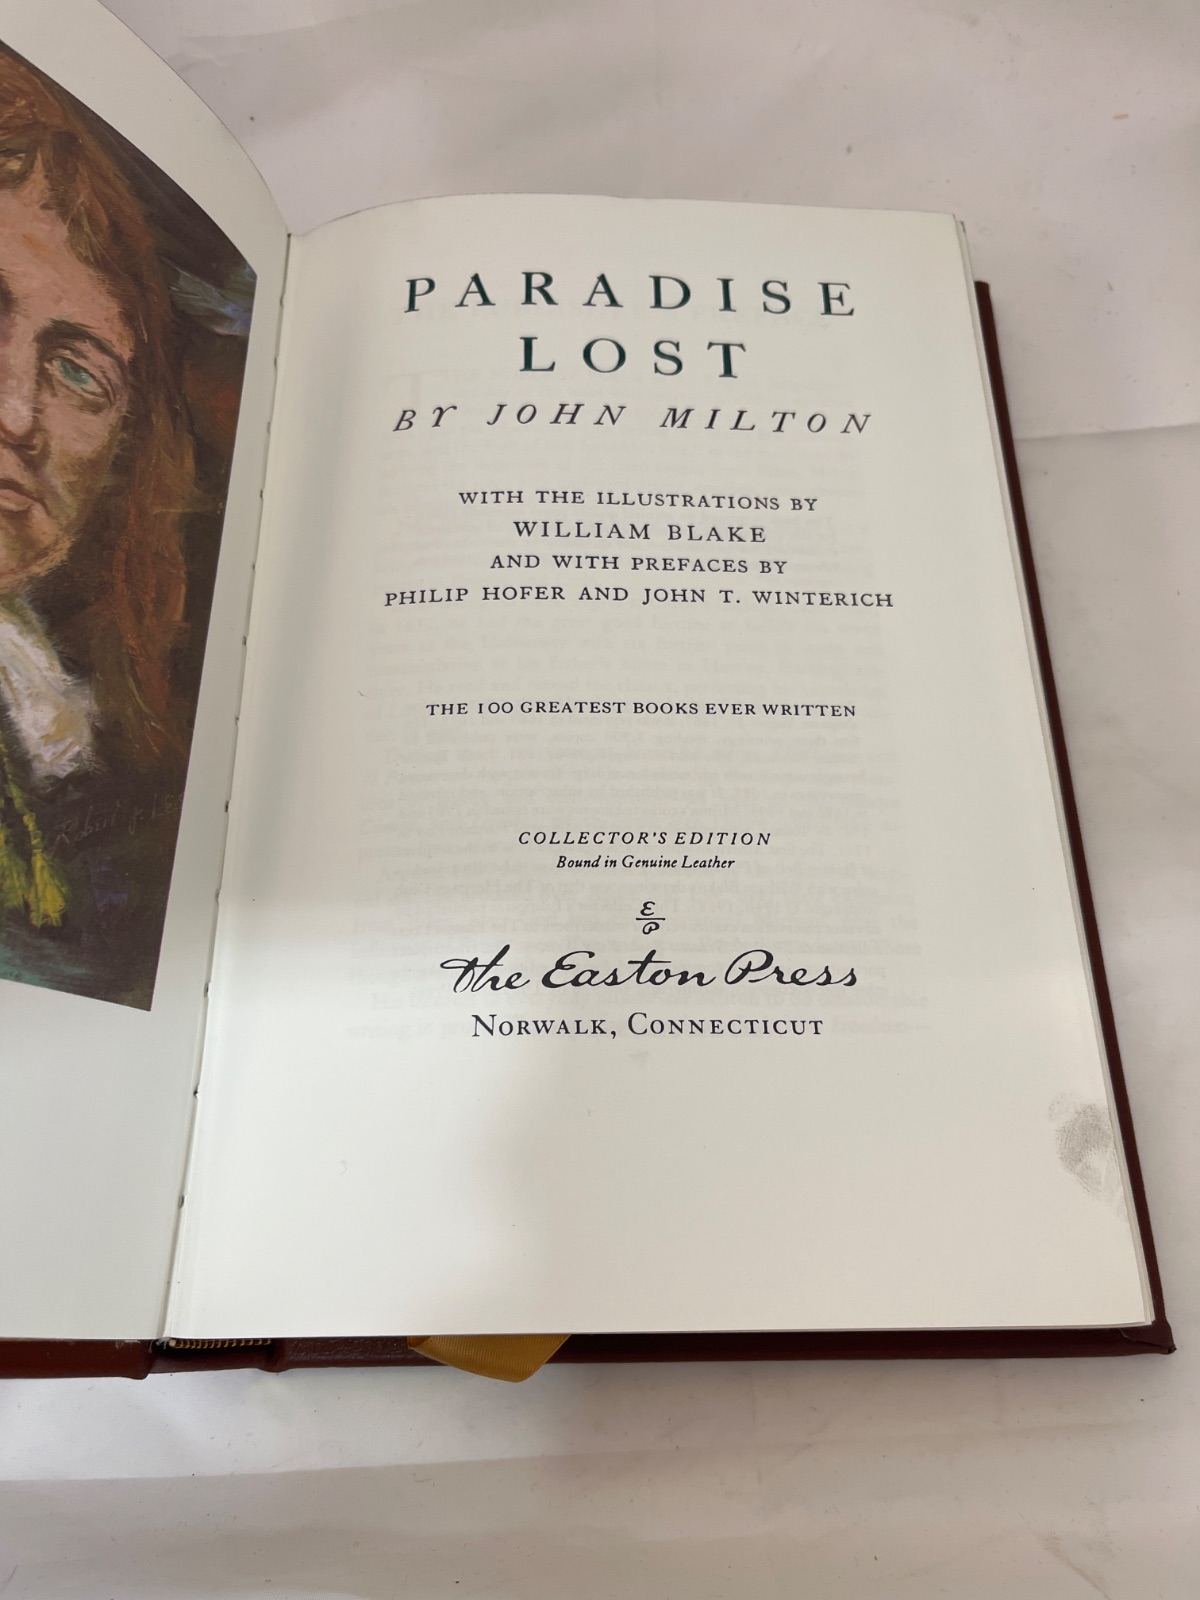 PARADISE
LOST
BY JOHN MILTON
WITH THE ILLUSTRATIONS BY
WILLIAM BLAKE
AND WITH PREFACES BY
PHILIP HOFER AND JOHN T. WINTERICH
THE 100 GREATEST BOOKS EVER WRITTEN
COLLECTOR'S EDITION
Bound in Genuine Leather
E
P
The Easton Press
NORWALK, CONNECTICUT
Robert J.